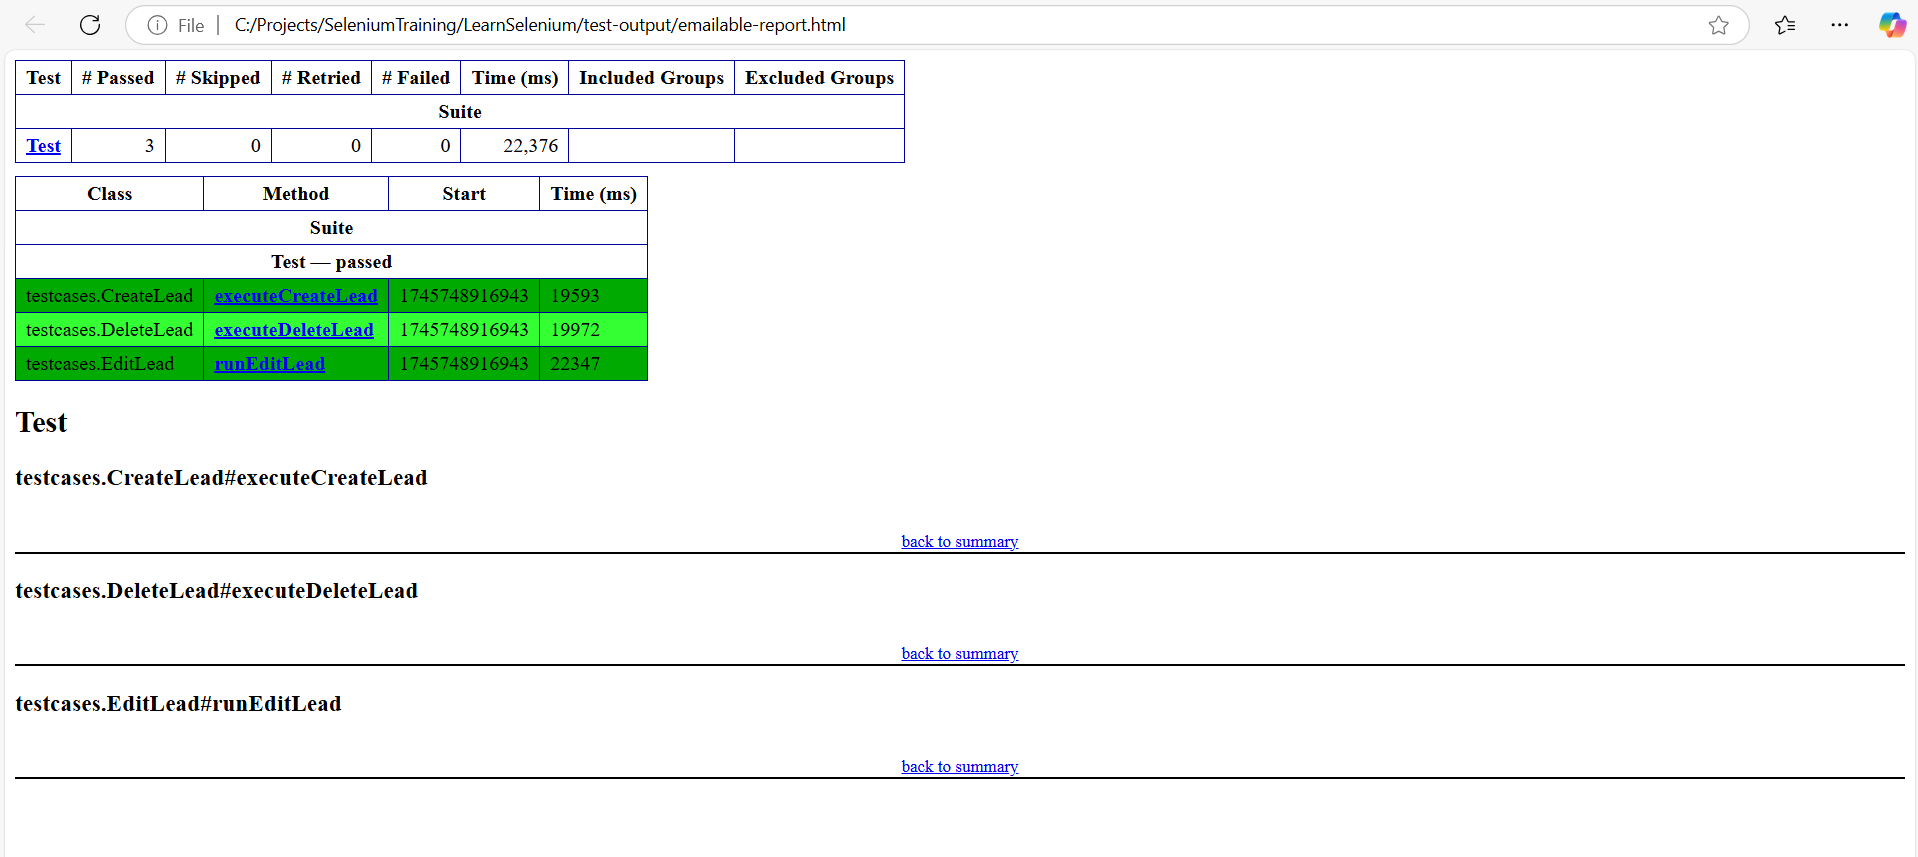 File | C:/Projects/SeleniumTraining/LearnSelenium/test-output/emailable-report.html
Test # Passed # Skipped # Retried # Failed Time (ms) Included Groups Excluded Groups
Suite
Test 3 0 0 0 22,376
Class Method Start Time (ms)
Suite
Test — passed
testcases.CreateLead executeCreateLead 1745748916943 19593
testcases.DeleteLead executeDeleteLead 1745748916943 19972
testcases.EditLead runEditLead 1745748916943 22347
Test
testcases.CreateLead#executeCreateLead
back to summary
testcases.DeleteLead#executeDeleteLead
back to summary
testcases.EditLead#runEditLead
back to summary